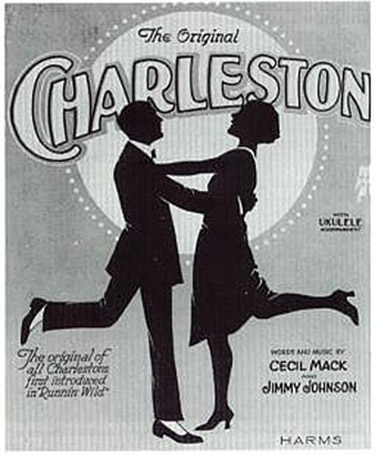 The Original
CHARLESTON
WITH
UKULELE
ACCOMPANIMENT
The original of
all Charlestons
first introduced
in "Runnin' Wild"
WORDS AND MUSIC BY
CECIL MACK
AND
JIMMY JOHNSON
HARMS